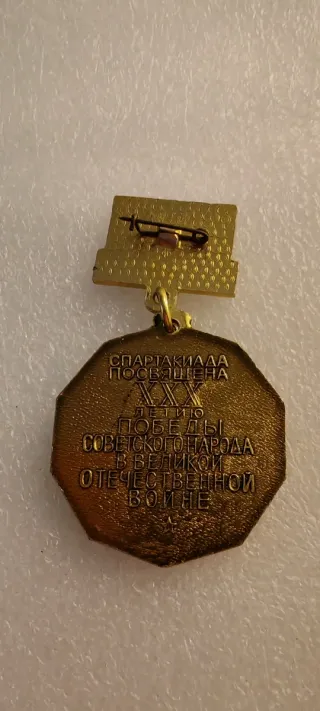 СПАРТАКИАДА
ПОСВЯЩЕНА
XXX
ЛЕТИЮ
ПОБЕДЫ
СОВЕТСКОГО НАРОДА
В ВЕЛИКОЙ
ОТЕЧЕСТВЕННОЙ
ВОЙНЕ